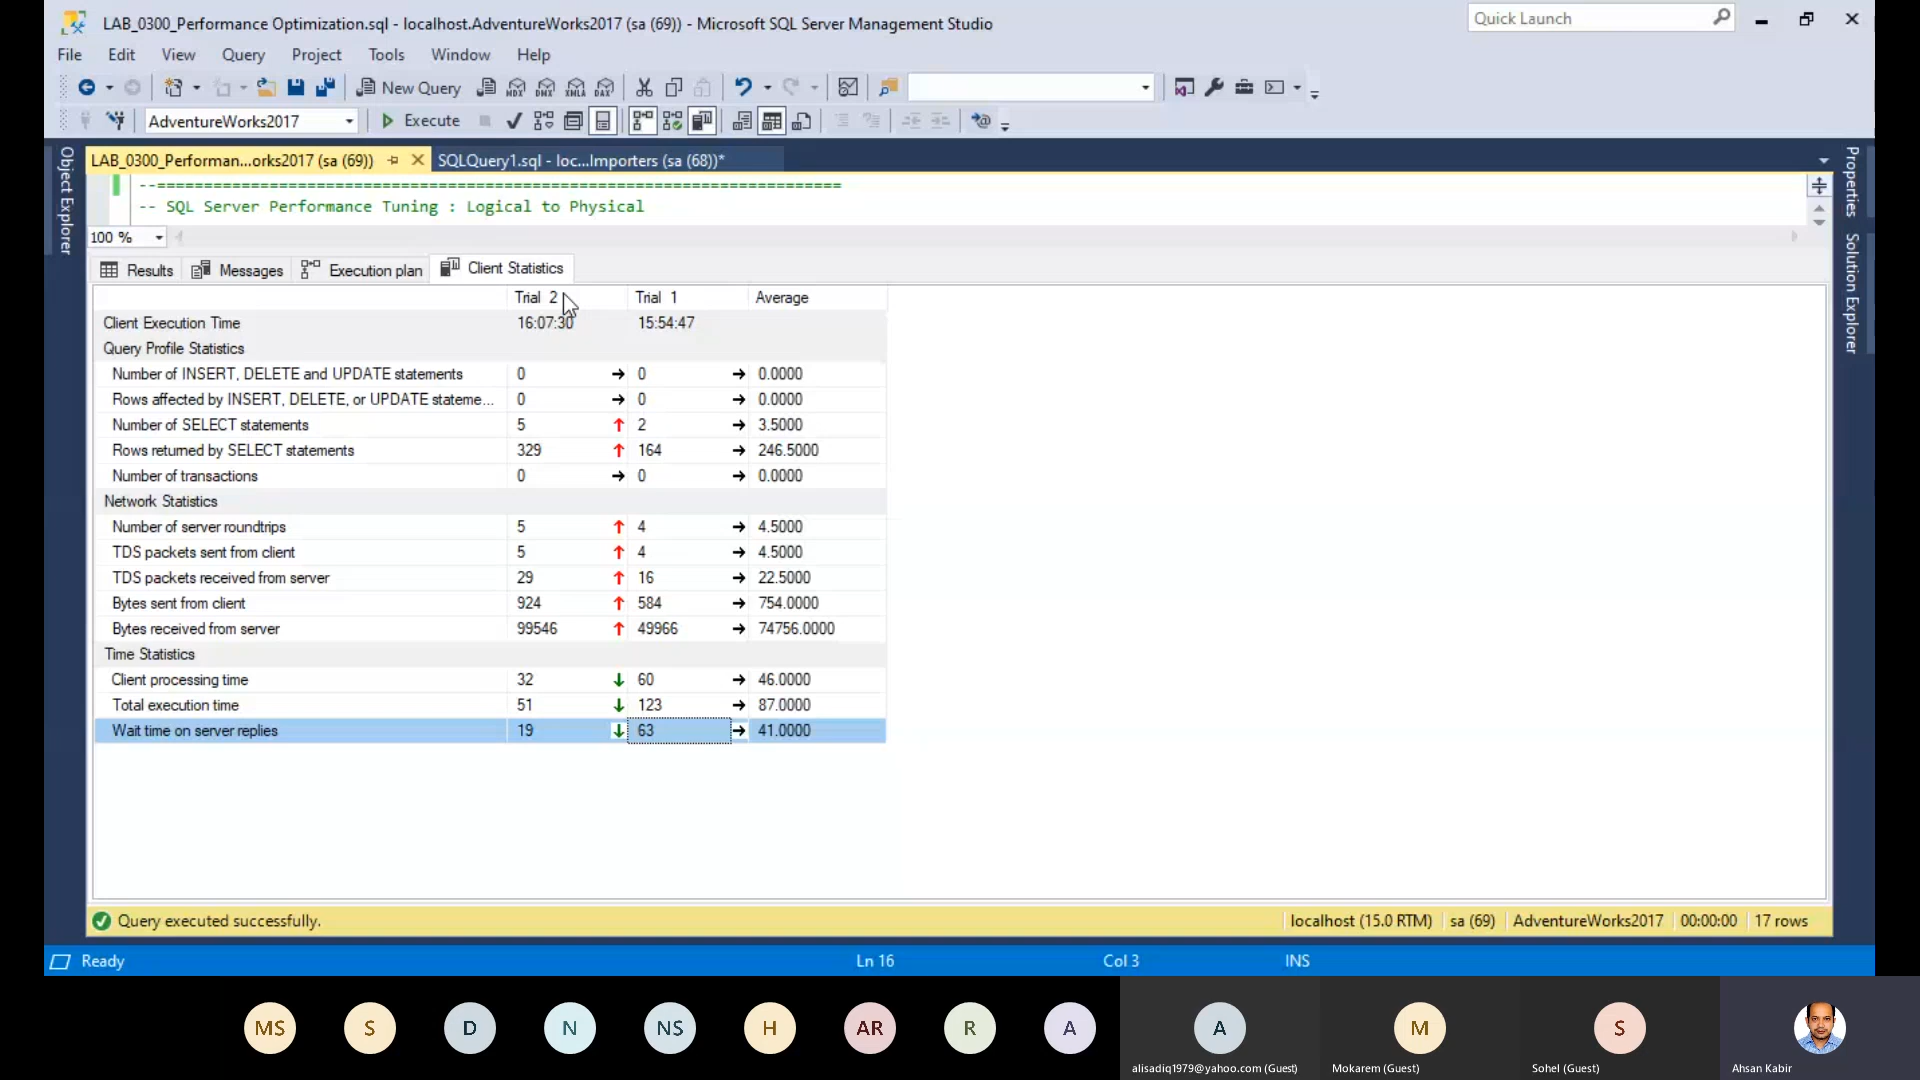 LAB_0300_Performance Optimization.sql - localhost.AdventureWorks2017 (sa (69)) - Microsoft SQL Server Management Studio
Quick Launch
File Edit View Query Project Tools Window Help
New Query
MDX DMX XMLA DAX
AdventureWorks2017
Execute
Object Explorer
LAB_0300_Performan...orks2017 (sa (69))
SQLQuery1.sql - loc...Importers (sa (68))*
Properties
Solution Explorer
--=========================================================================
-- SQL Server Performance Tuning : Logical to Physical
100 %
Results Messages Execution plan Client Statistics
Trial 2 Trial 1 Average
Client Execution Time 16:07:30 15:54:47
Query Profile Statistics
Number of INSERT, DELETE and UPDATE statements 0 → 0 → 0.0000
Rows affected by INSERT, DELETE, or UPDATE stateme... 0 → 0 → 0.0000
Number of SELECT statements 5 ↑ 2 → 3.5000
Rows returned by SELECT statements 329 ↑ 164 → 246.5000
Number of transactions 0 → 0 → 0.0000
Network Statistics
Number of server roundtrips 5 ↑ 4 → 4.5000
TDS packets sent from client 5 ↑ 4 → 4.5000
TDS packets received from server 29 ↑ 16 → 22.5000
Bytes sent from client 924 ↑ 584 → 754.0000
Bytes received from server 99546 ↑ 49966 → 74756.0000
Time Statistics
Client processing time 32 ↓ 60 → 46.0000
Total execution time 51 ↓ 123 → 87.0000
Wait time on server replies 19 ↓ 63 → 41.0000
Query executed successfully.
localhost (15.0 RTM) sa (69) AdventureWorks2017 00:00:00 17 rows
Ready Ln 16 Col 3 INS
MS S D N NS H AR R A A M S
alisadiq1979@yahoo.com (Guest) Mokarem (Guest) Sohel (Guest) Ahsan Kabir